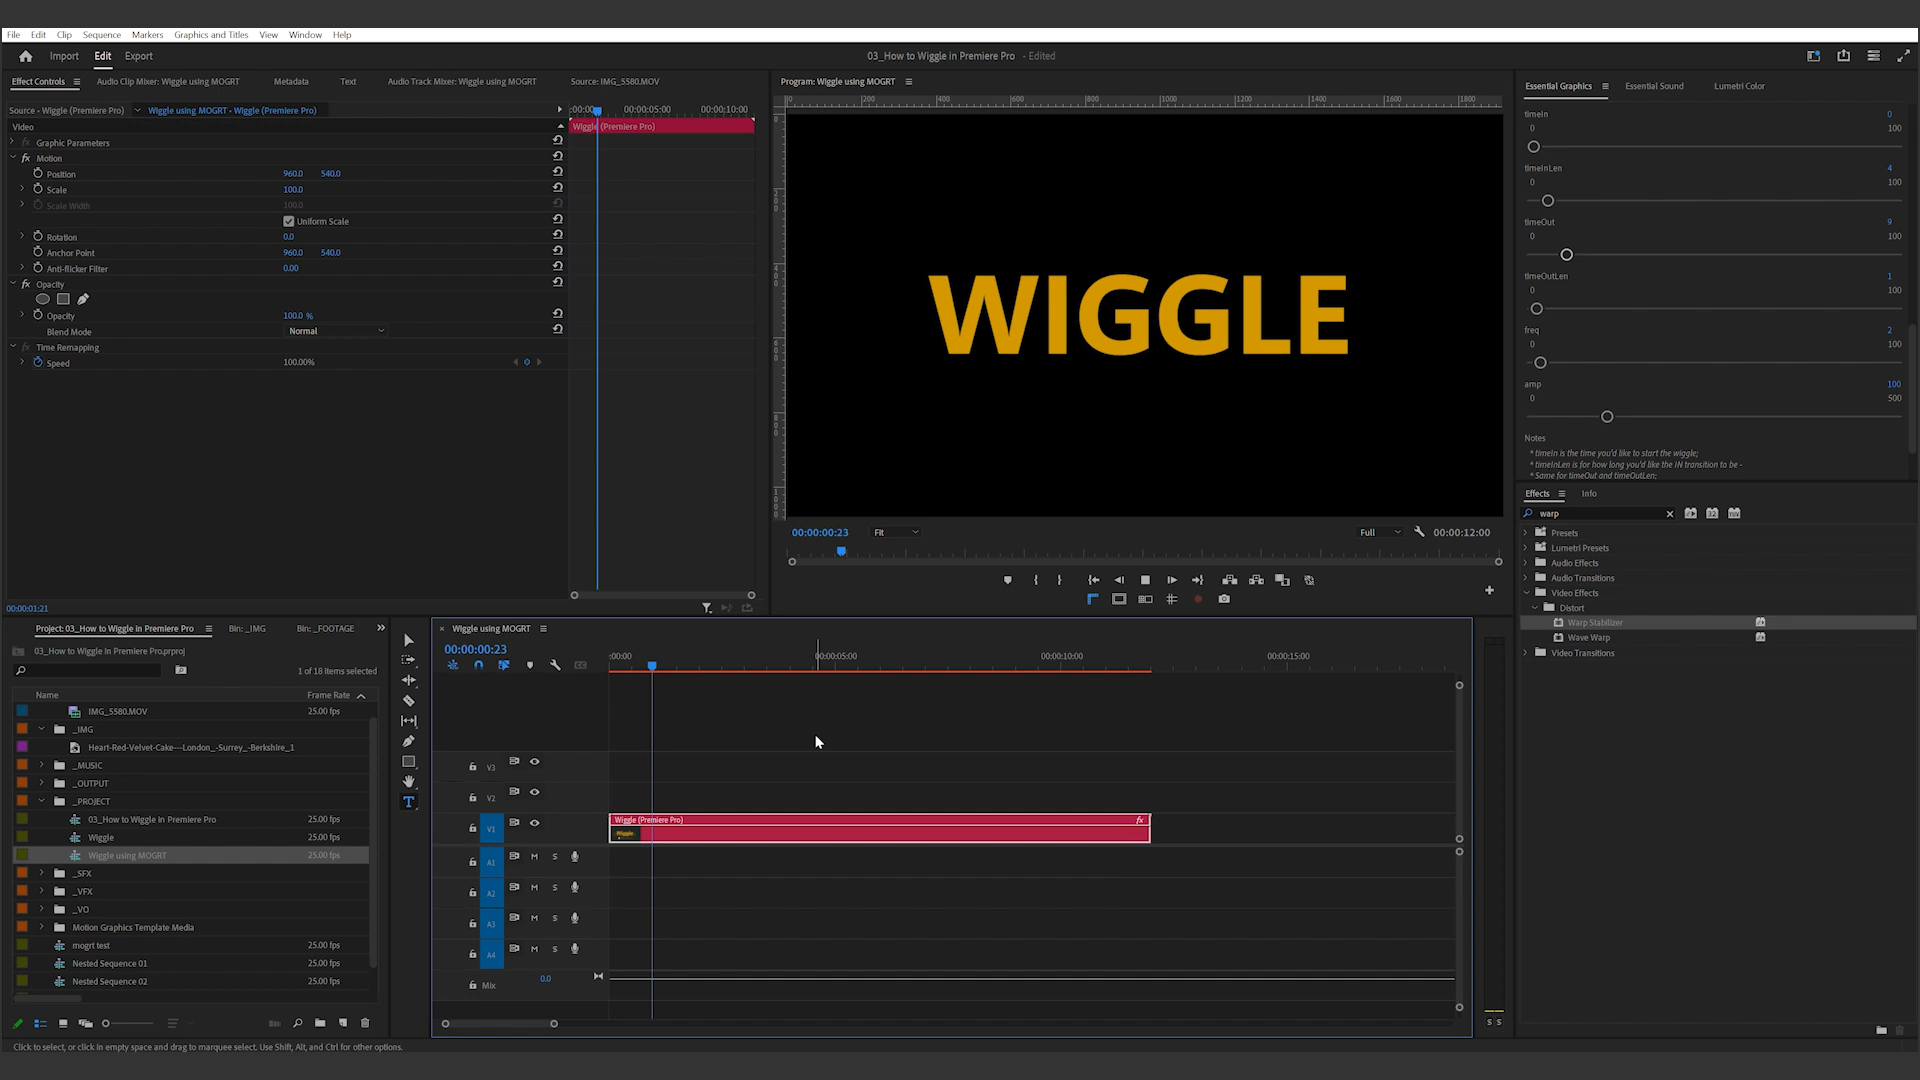 File Edit Clip Sequence Markers Graphics and Titles View Window Help
Import Edit Export
03_How to Wiggle in Premiere Pro - Edited
Effect Controls Audio Clip Mixer: Wiggle using MOGRT Metadata Text Audio Track Mixer: Wiggle using MOGRT Source: IMG_5580.MOV
Source - Wiggle (Premiere Pro) Wiggle using MOGRT - Wiggle (Premiere Pro)
:00:00 00:00:05:00 00:00:10:00
Video
Wiggle (Premiere Pro)
Graphic Parameters
fx Motion
Position 960.0 540.0
Scale 100.0
Scale Width 100.0
Uniform Scale
Rotation 0.0
Anchor Point 960.0 540.0
Anti-flicker Filter 0.00
fx Opacity
Opacity 100.0 %
Blend Mode Normal
Time Remapping
Speed 100.00%
00:00:01:21
Program: Wiggle using MOGRT
0 200 400 600 800 1000 1200 1400 1600 1800
WIGGLE
00:00:00:23 Fit Full 00:00:12:00
Essential Graphics Essential Sound Lumetri Color
timeIn 0
0 100
timeInLen 4
0 100
timeOut 9
0 100
timeOutLen 1
0 100
freq 2
0 100
amp 100
0 500
Notes
* timeIn is the time you'd like to start the wiggle;
* timeInLen is for how long you'd like the IN transition to be -
* Same for timeOut and timeOutLen;
Effects Info
warp
Presets
Lumetri Presets
Audio Effects
Audio Transitions
Video Effects
Distort
Warp Stabilizer
Wave Warp
Video Transitions
Project: 03_How to Wiggle in Premiere Pro Bin: _IMG Bin: _FOOTAGE
03_How to Wiggle in Premiere Pro.prproj
1 of 18 items selected
Name Frame Rate
IMG_5580.MOV 25.00 fps
_IMG
Heart-Red-Velvet-Cake---London_-Surrey_-Berkshire_1
_MUSIC
_OUTPUT
_PROJECT
03_How to Wiggle in Premiere Pro 25.00 fps
Wiggle 25.00 fps
Wiggle using MOGRT 25.00 fps
_SFX
_VFX
_VO
Motion Graphics Template Media
mogrt test 25.00 fps
Nested Sequence 01 25.00 fps
Nested Sequence 02 25.00 fps
Wiggle using MOGRT
00:00:00:23
:00:00 00:00:05:00 00:00:10:00 00:00:15:00
V3
V2
V1
Wiggle (Premiere Pro) fx
Wiggle
A1 M S
A2 M S
A3 M S
A4 M S
Mix 0.0
S S
Click to select, or click in empty space and drag to marquee select. Use Shift, Alt, and Ctrl for other options.